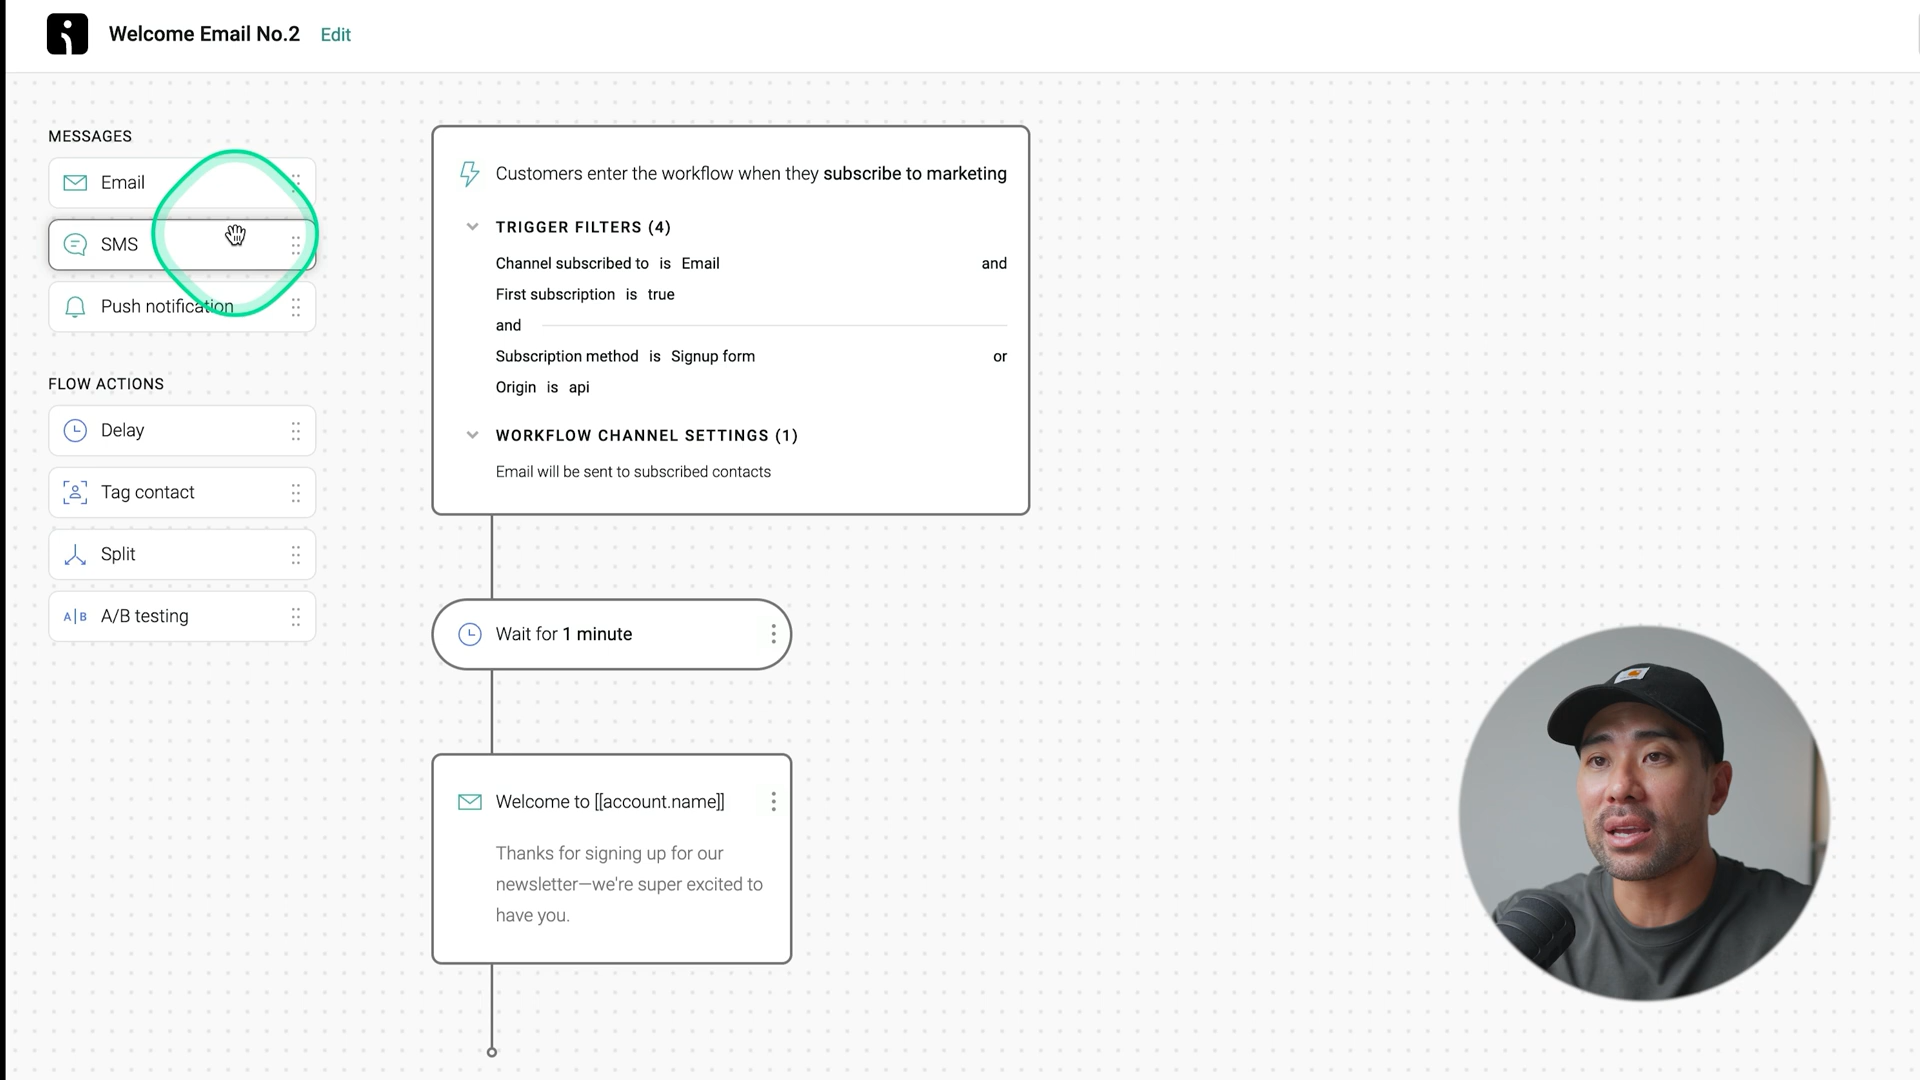 Welcome Email No.2 Edit
MESSAGES
Email
SMS
Push notification
FLOW ACTIONS
Delay
Tag contact
Split
A|B A/B testing
Customers enter the workflow when they subscribe to marketing
TRIGGER FILTERS (4)
Channel subscribed to is Email and
First subscription is true
and
Subscription method is Signup form or
Origin is api
WORKFLOW CHANNEL SETTINGS (1)
Email will be sent to subscribed contacts
Wait for 1 minute
Welcome to [[account.name]]
Thanks for signing up for our
newsletter—we're super excited to
have you.